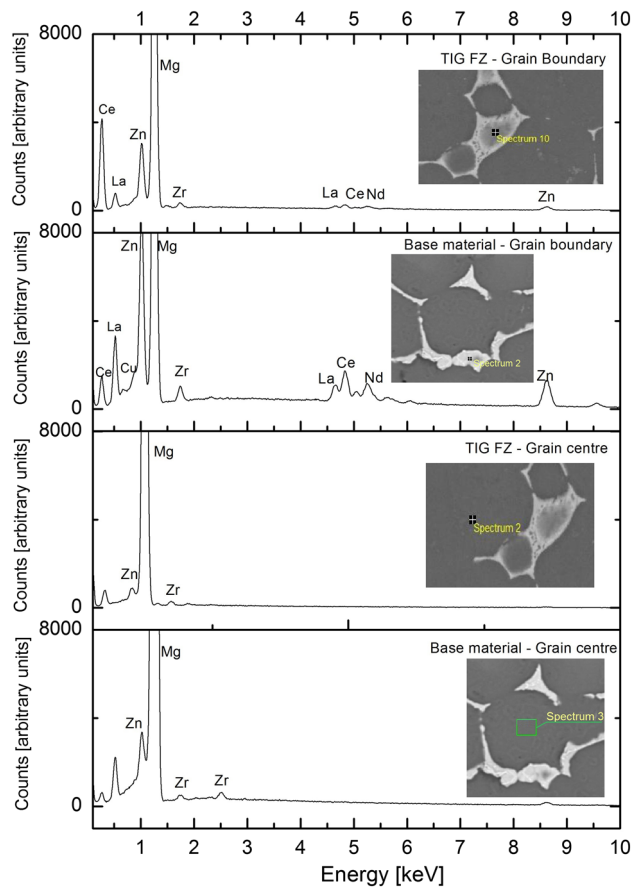 1 2 3 4 5 6 7 8 9 10
8000
Counts [arbitrary units]
0
TIG FZ - Grain Boundary
Spectrum 10
Ce
La
Zn
Mg
Zr
La Ce Nd
Zn
8000
Counts [arbitrary units]
0
Base material - Grain boundary
Spectrum 2
Ce
La
Cu
Zn
Mg
Zr
La
Ce
Nd
Zn
8000
Counts [arbitrary units]
0
TIG FZ - Grain centre
Spectrum 2
Zn
Mg
Zr
8000
Counts [arbitrary units]
0
Base material - Grain centre
Spectrum 3
Zn
Mg
Zr
Zr
1 2 3 4 5 6 7 8 9 10
Energy [keV]